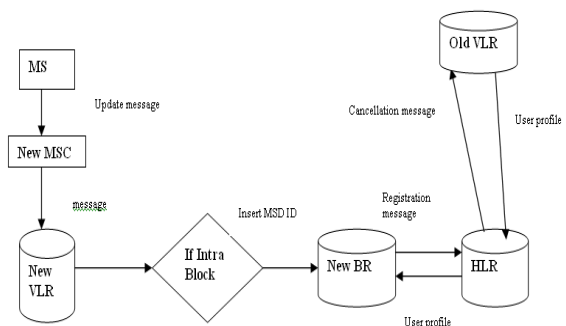 MS
Update message
New MSC
message
New
VLR
If Intra
Block
Insert MSD ID
New BR
Registration
message
HLR
User profile
Cancellation message
Old VLR
User profile